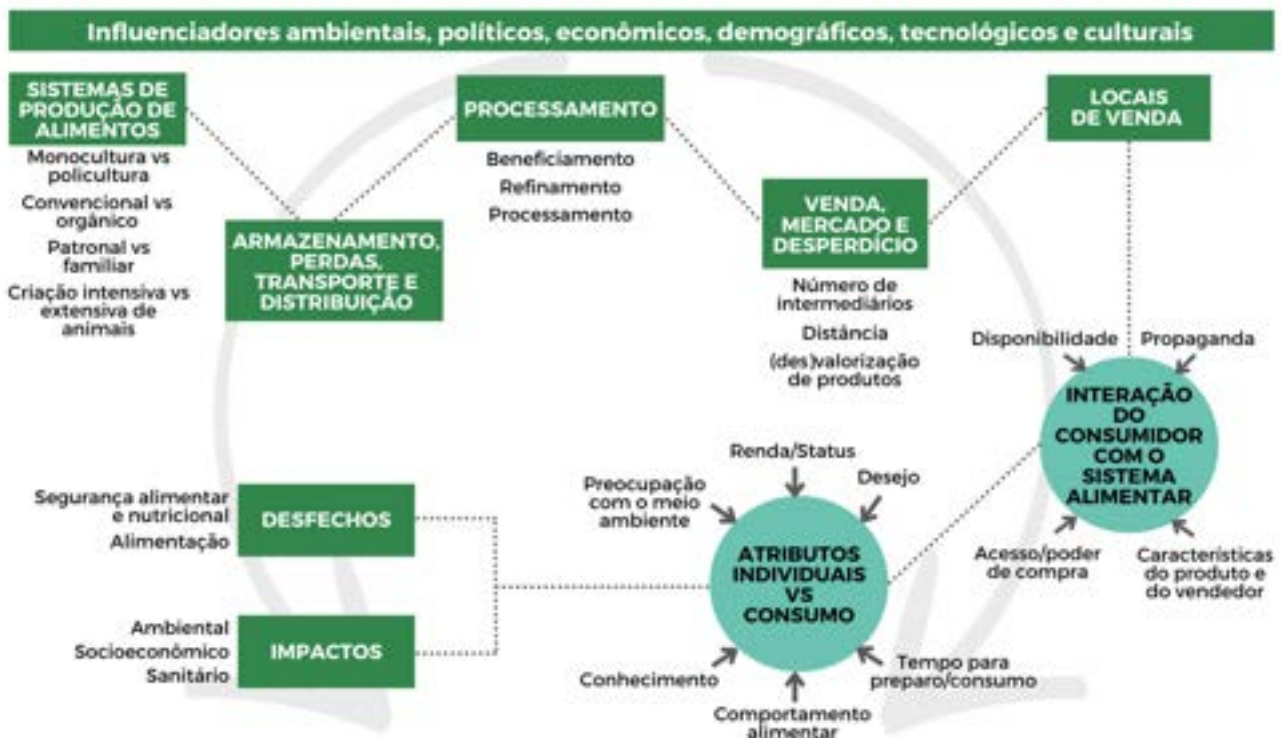 Influenciadores ambientais, políticos, econômicos, demográficos, tecnológicos e culturais
SISTEMAS DE
PRODUÇÃO DE
ALIMENTOS
Monocultura vs
policultura
Convencional vs
orgânico
Patronal vs
familiar
Criação intensiva vs
extensiva de
animais
ARMAZENAMENTO,
PERDAS,
TRANSPORTE E
DISTRIBUIÇÃO
PROCESSAMENTO
Beneficiamento
Refinamento
Processamento
VENDA,
MERCADO E
DESPERDÍCIO
Número de
intermediários
Distância
(des)valorização
de produtos
LOCAIS
DE VENDA
Disponibilidade
Propaganda
INTERAÇÃO
DO
CONSUMIDOR
COM O
SISTEMA
ALIMENTAR
Acesso/poder
de compra
Características
do produto e
do vendedor
Renda/Status
Desejo
Preocupação
com o meio
ambiente
ATRIBUTOS
INDIVIDUAIS
VS
CONSUMO
Conhecimento
Comportamento
alimentar
Tempo para
preparo/consumo
Segurança alimentar
e nutricional
Alimentação
DESFECHOS
Ambiental
Socioeconômico
Sanitário
IMPACTOS